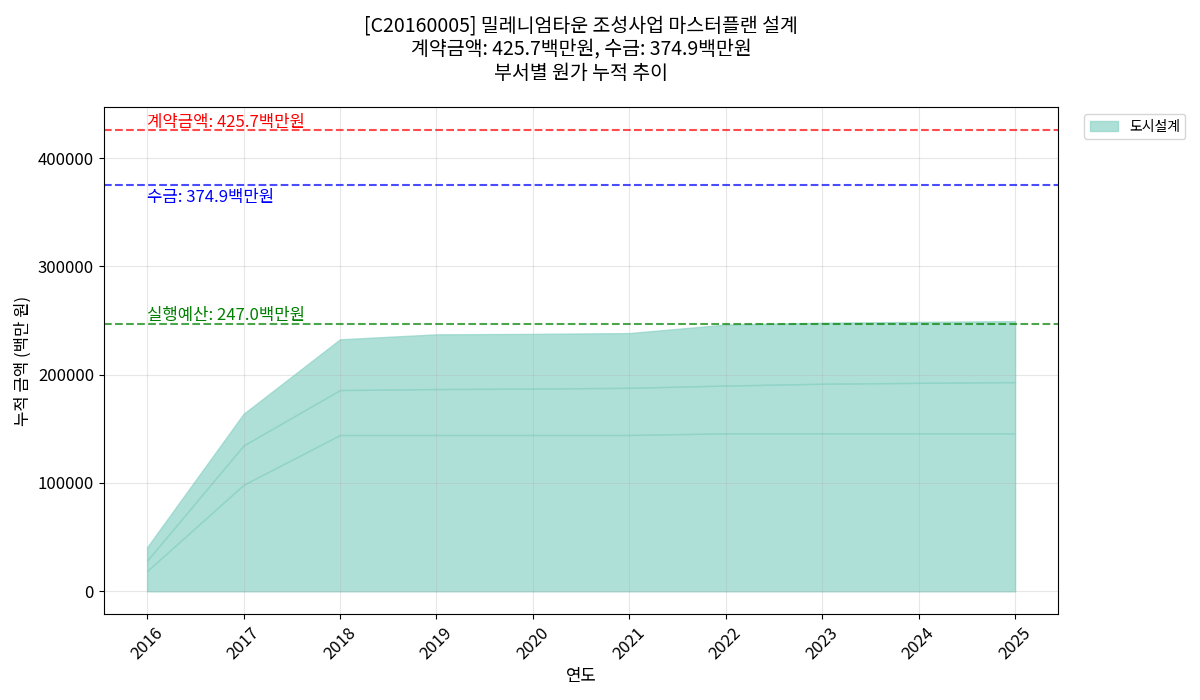 [C20160005] 밀레니엄타운 조성사업 마스터플랜 설계
계약금액: 425.7백만원, 수금: 374.9백만원
부서별 원가 누적 추이
계약금액: 425.7백만원
도시설계
400000
수금: 374.9백만원
300000
실행예산: 247.0백만원
누적 금액 (백만 원)
200000
100000
0
2016
2017
2018
2019
2020
2021
2022
2023
2024
2025
연도